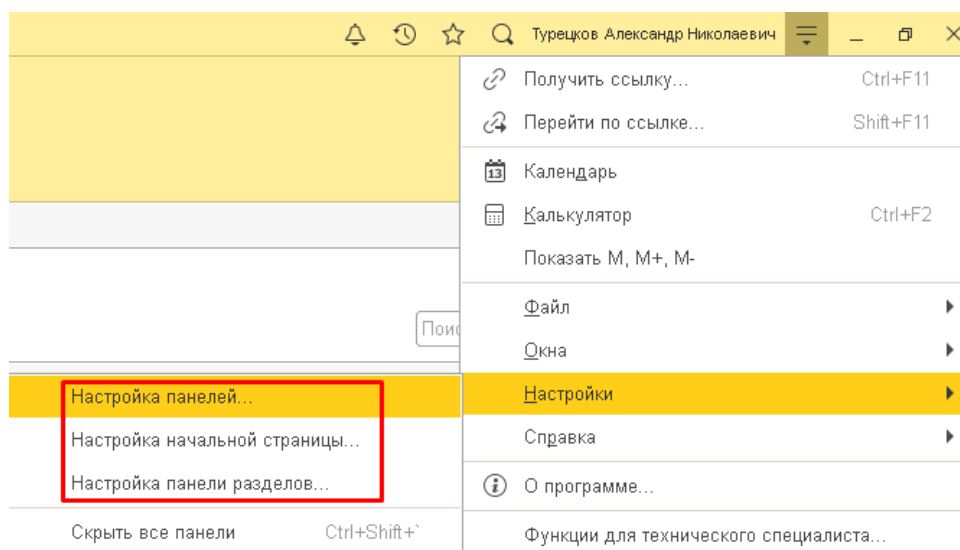 Турецков Александр Николаевич
Получить ссылку... Ctrl+F11
Перейти по ссылке... Shift+F11
13 Календарь
Калькулятор Ctrl+F2
Показать M, M+, M-
Файл
Окна
Настройки
Справка
О программе...
Функции для технического специалиста...
Поис
Настройка панелей...
Настройка начальной страницы...
Настройка панели разделов...
Скрыть все панели Ctrl+Shift+`